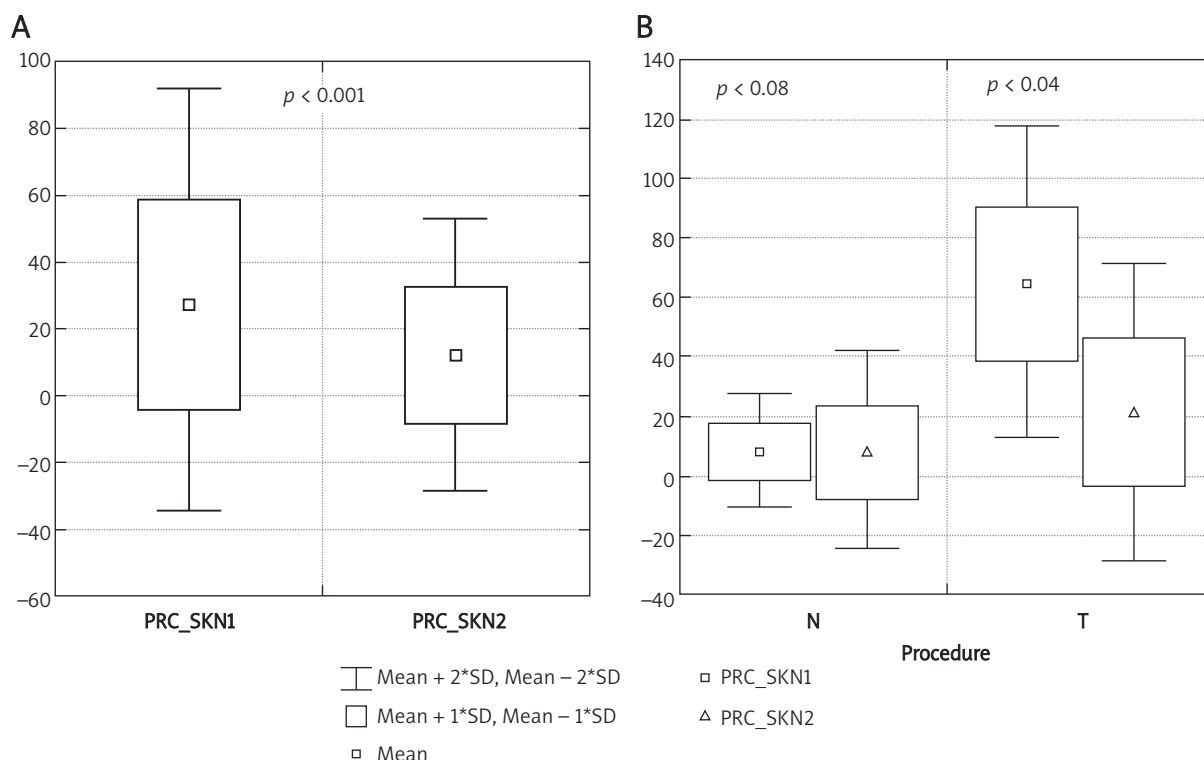 A
100
80
60
40
20
0
–20
–40
–60
p < 0.001
PRC_SKN1 PRC_SKN2
B
140
120
100
80
60
40
20
0
–20
–40
p < 0.08 p < 0.04
N T
Procedure
Mean + 2*SD, Mean – 2*SD
Mean + 1*SD, Mean – 1*SD
Mean
PRC_SKN1
PRC_SKN2